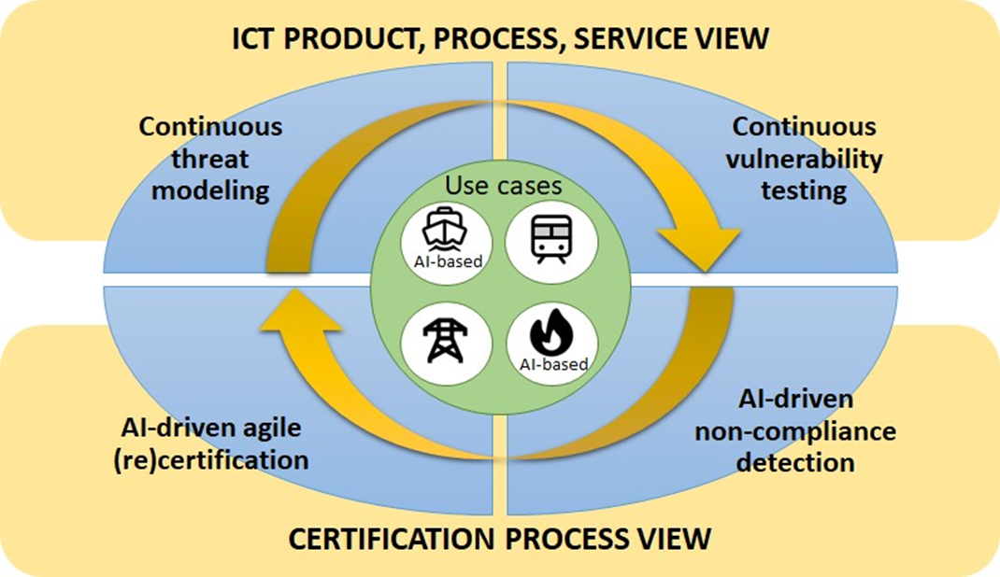 ICT PRODUCT, PROCESS, SERVICE VIEW
Continuous
threat
modeling
Continuous
vulnerability
testing
Use cases
AI-based
AI-based
AI-driven agile
(re)certification
AI-driven
non-compliance
detection
CERTIFICATION PROCESS VIEW